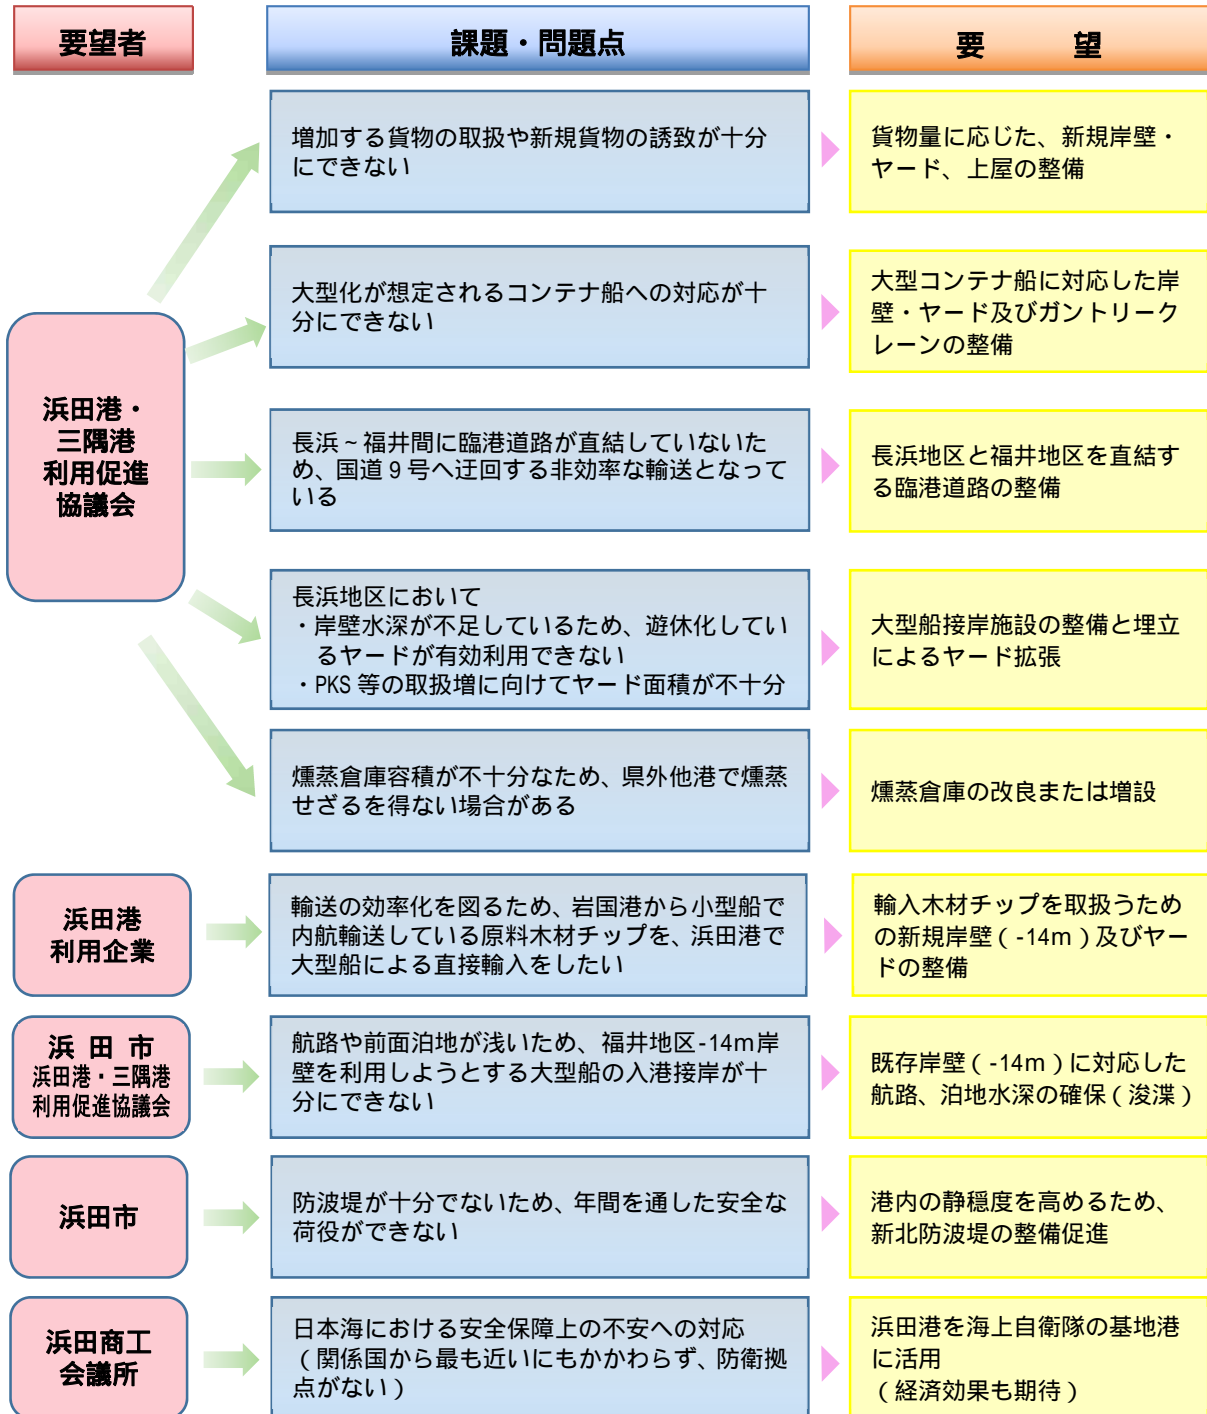 要望者
課題・問題点
要　望
浜田港・
三隅港
利用促進
協議会
増加する貨物の取扱や新規貨物の誘致が十分
にできない
貨物量に応じた、新規岸壁・
ヤード、上屋の整備
大型化が想定されるコンテナ船への対応が十
分にできない
大型コンテナ船に対応した岸
壁・ヤード及びガントリーク
レーンの整備
長浜~福井間に臨港道路が直結していないた
め、国道9号へ迂回する非効率な輸送となって
いる
長浜地区と福井地区を直結す
る臨港道路の整備
長浜地区において
・岸壁水深が不足しているため、遊休化してい
るヤードが有効利用できない
・PKS等の取扱増に向けてヤード面積が不十分
大型船接岸施設の整備と埋立
によるヤード拡張
燻蒸倉庫容積が不十分なため、県外他港で燻蒸
せざるを得ない場合がある
燻蒸倉庫の改良または増設
浜田港
利用企業
輸送の効率化を図るため、岩国港から小型船で
内航輸送している原料木材チップを、浜田港で
大型船による直接輸入をしたい
輸入木材チップを取扱うため
の新規岸壁(-14m)及びヤー
ドの整備
浜田市
浜田港・三隅港
利用促進協議会
航路や前面泊地が浅いため、福井地区-14m岸
壁を利用しようとする大型船の入港接岸が十
分にできない
既存岸壁(-14m)に対応した
航路、泊地水深の確保(浚渫)
浜田市
防波堤が十分でないため、年間を通した安全な
荷役ができない
港内の静穏度を高めるため、
新北防波堤の整備促進
浜田商工
会議所
日本海における安全保障上の不安への対応
(関係国から最も近いにもかかわらず、防衛拠
点がない)
浜田港を海上自衛隊の基地港
に活用
(経済効果も期待)